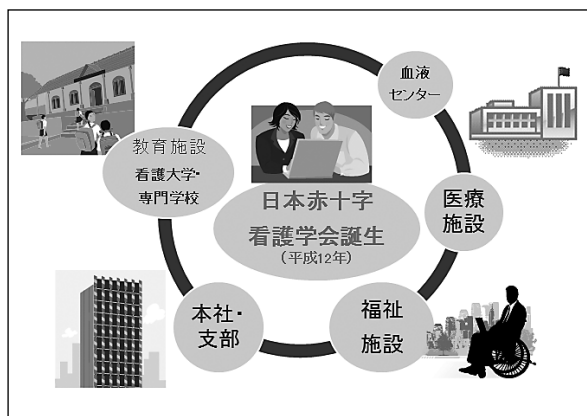 血液
センター
教育施設
看護大学・
専門学校
日本赤十字
看護学会誕生
（平成12年）
医療
施設
本社・
支部
福祉
施設